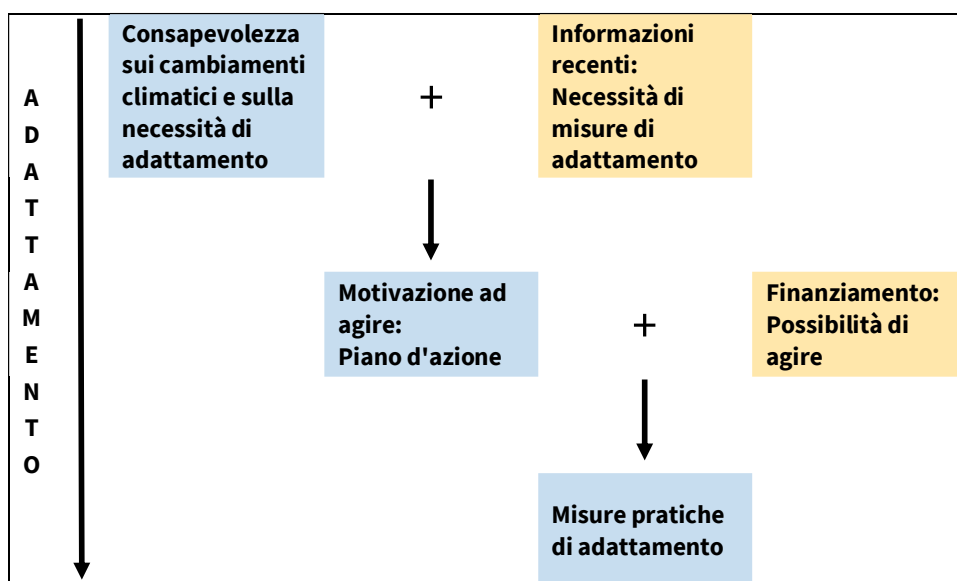 A
D
A
T
T
A
M
E
N
T
O
Consapevolezza
sui cambiamenti
climatici e sulla
necessità di
adattamento
+
Informazioni
recenti:
Necessità di
misure di
adattamento
Motivazione ad
agire:
Piano d'azione
+
Finanziamento:
Possibilità di
agire
Misure pratiche
di adattamento